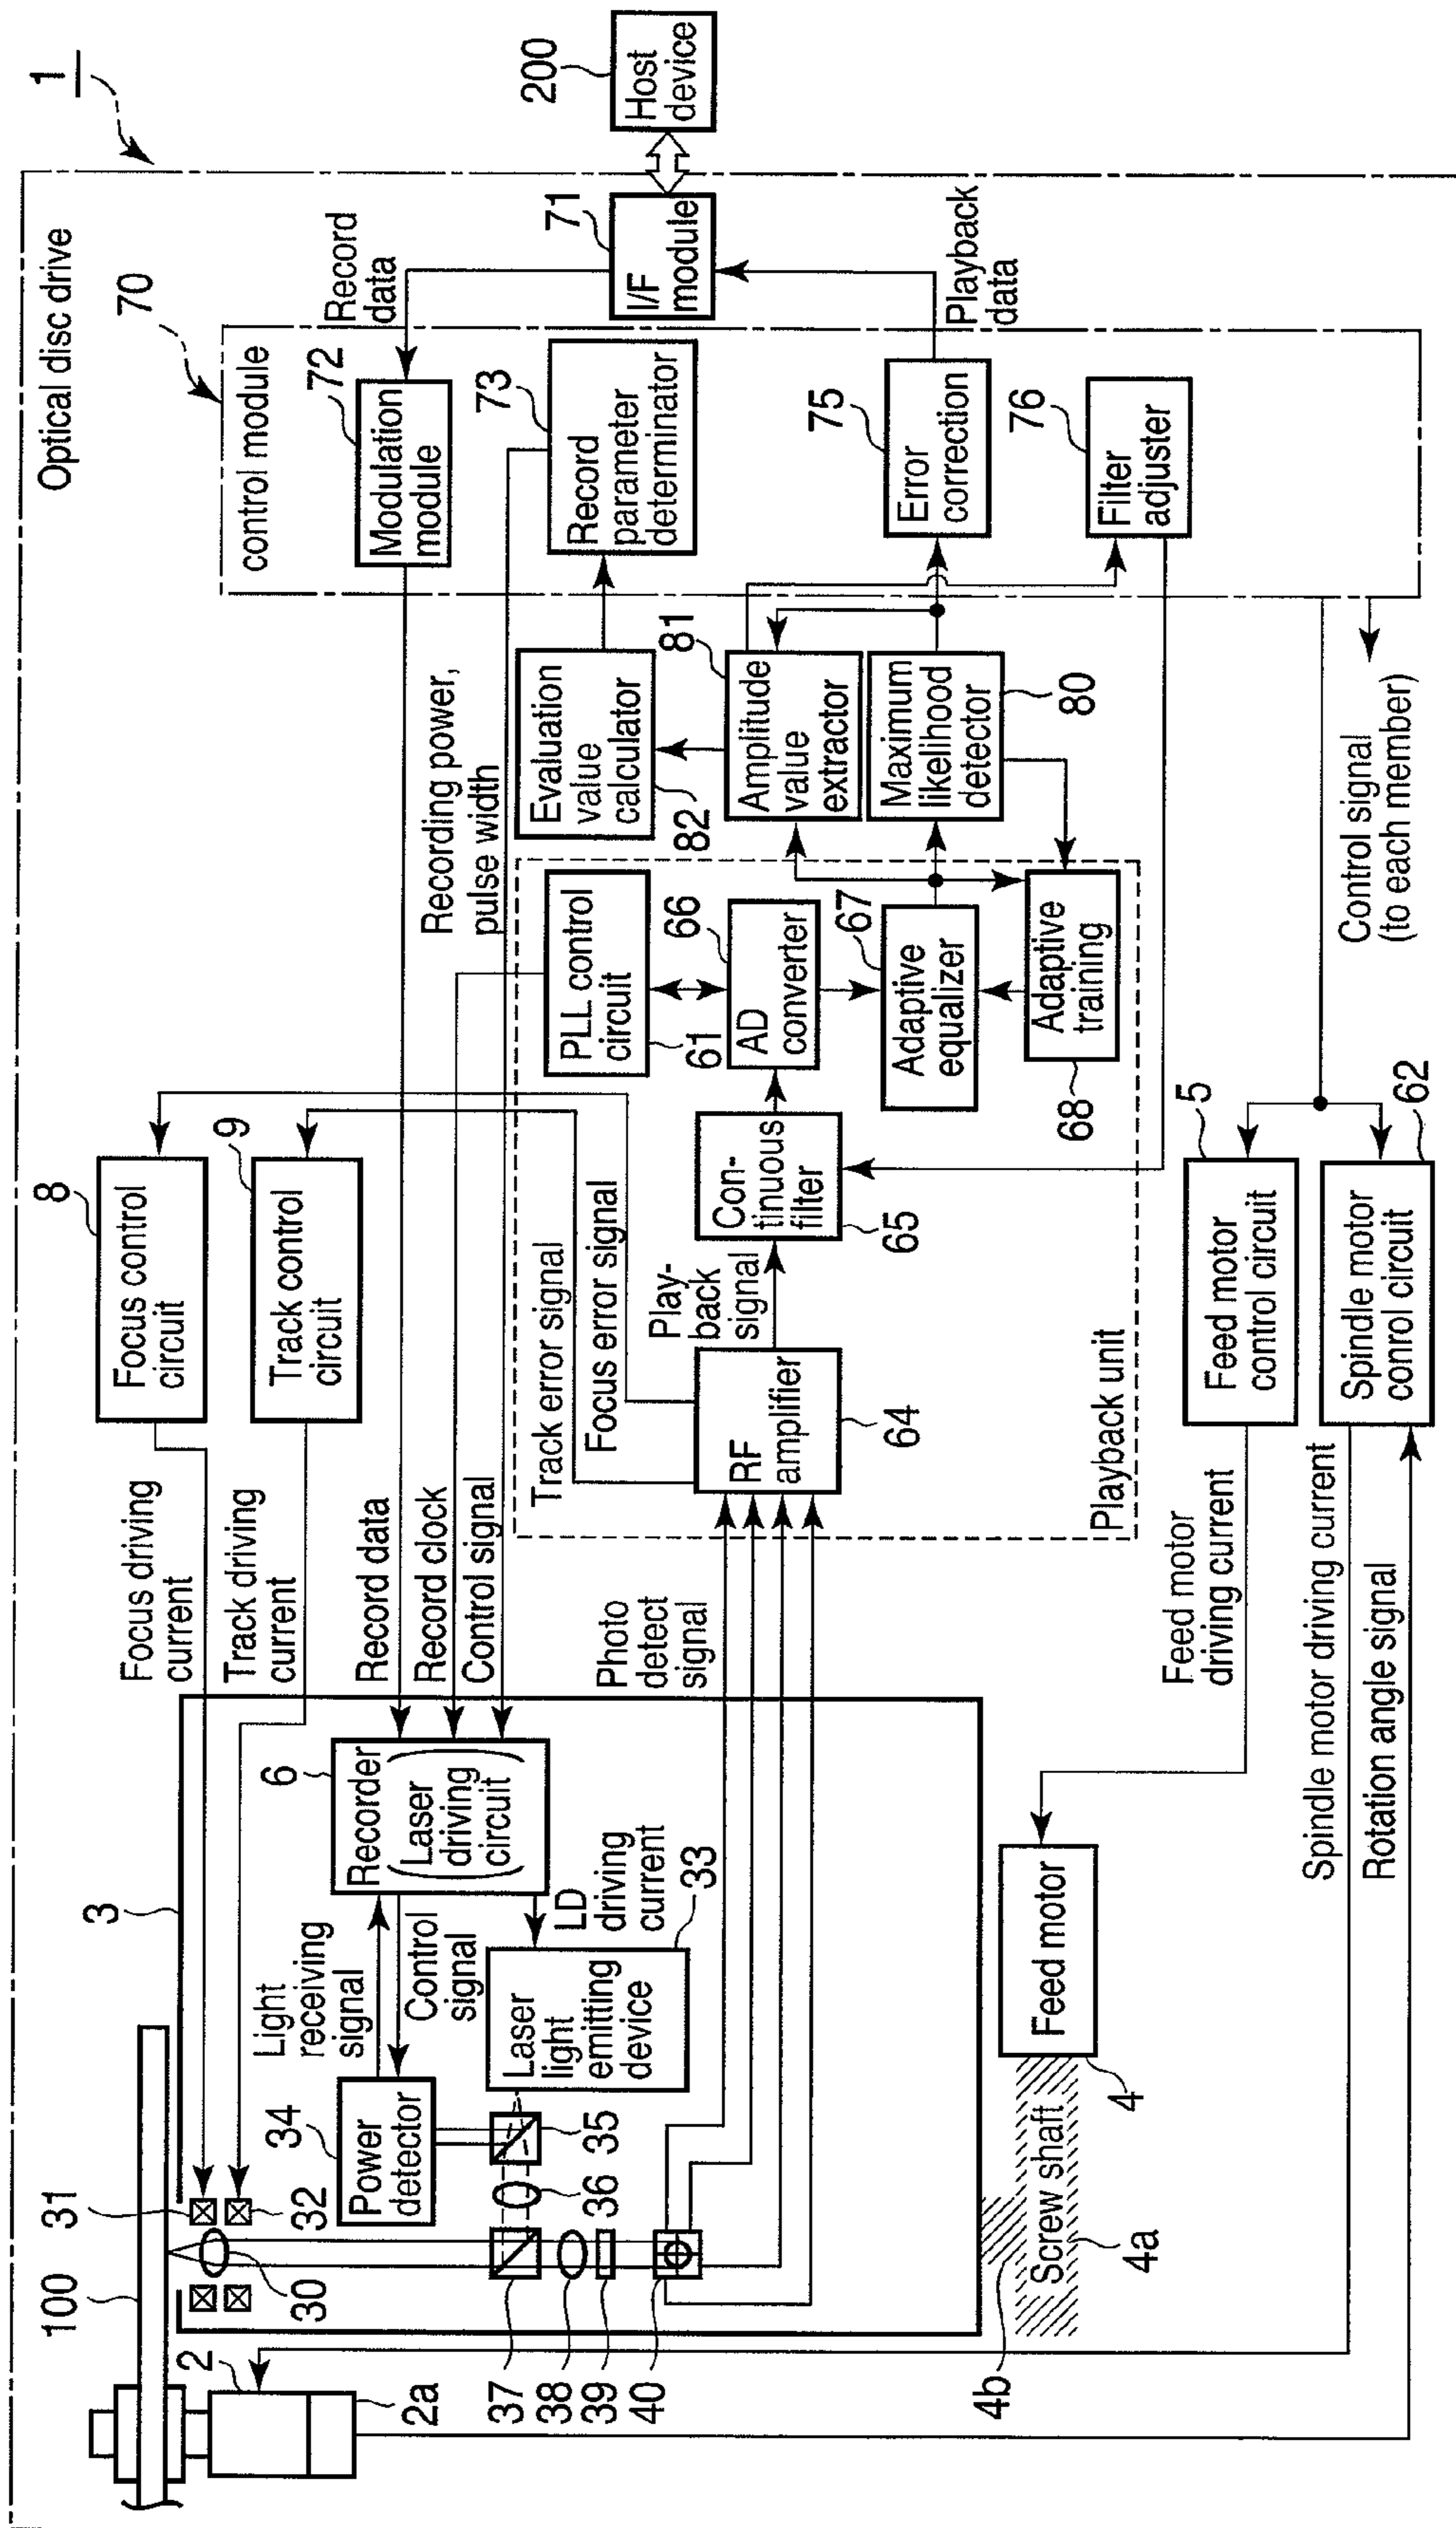 1
Optical disc drive
200
Host
device
70
control module
Record
data
71
I/F
module
Playback
data
72
Modulation
module
73
Record
parameter
determinator
75
Error
correction
76
Filter
adjuster
Recording power,
pulse width
Evaluation
value
calculator
82
81
Amplitude
value
extractor
Maximum
likelihood
detector
80
Control signal
(to each member)
PLL control
circuit
61
66
AD
converter
67
Adaptive
equalizer
Adaptive
training
68
8
Focus control
circuit
9
Track control
circuit
Track error signal
Focus error signal
Play-
back
signal
Con-
tinuous
filter
65
RF
amplifier
64
Playback unit
5
Feed motor
control circuit
62
Spindle motor
conrol circuit
Focus driving
current
Track driving
current
Record data
Record clock
Control signal
Photo
detect
signal
Feed motor
driving current
Spindle motor driving current
Rotation angle signal
3
6
Recorder
(Laser
driving
circuit)
Light
receiving
signal
Control
signal
LD
driving
current
33
Laser
light
emitting
device
34
Power
detector
35
36
Feed motor
4
Screw shaft
4a
4b
100
31
32
30
37
38
39
40
2
2a